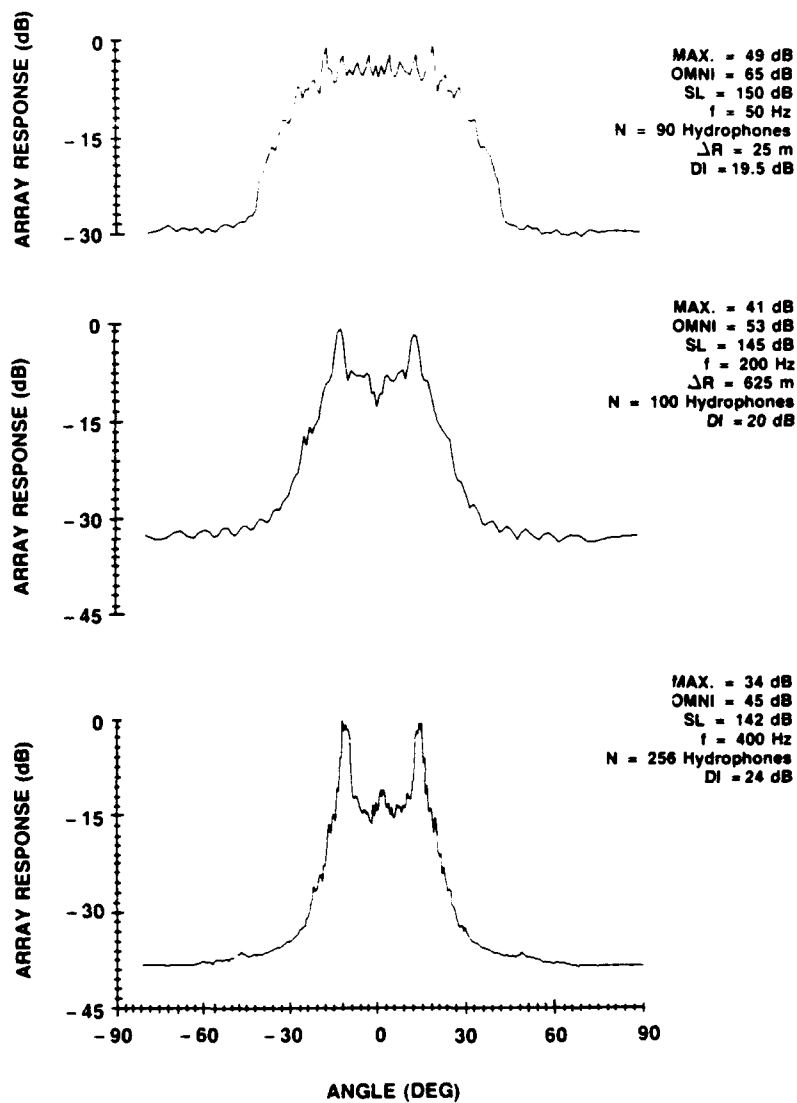 ARRAY RESPONSE (dB)
0
- 15
- 30
MAX. = 49 dB
OMNI = 65 dB
SL = 150 dB
f = 50 Hz
N = 90 Hydrophones
ΔR = 25 m
DI = 19.5 dB
ARRAY RESPONSE (dB)
0
- 15
- 30
- 45
MAX. = 41 dB
OMNI = 53 dB
SL = 145 dB
f = 200 Hz
ΔR = 625 m
N = 100 Hydrophones
DI = 20 dB
ARRAY RESPONSE (dB)
0
- 15
- 30
- 45
MAX. = 34 dB
OMNI = 45 dB
SL = 142 dB
f = 400 Hz
N = 256 Hydrophones
DI = 24 dB
- 90 - 60 - 30 0 30 60 90
ANGLE (DEG)